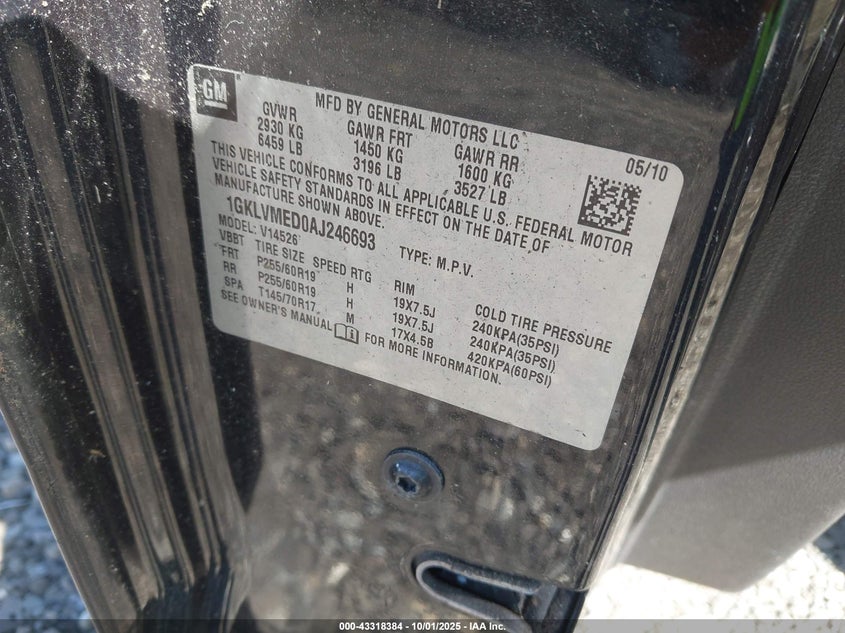 GM
MFD BY GENERAL MOTORS LLC
05/10
GVWR GAWR FRT GAWR RR
2930 KG 1450 KG 1600 KG
6459 LB 3196 LB 3527 LB
THIS VEHICLE CONFORMS TO ALL APPLICABLE U.S. FEDERAL MOTOR
VEHICLE SAFETY STANDARDS IN EFFECT ON THE DATE OF
MANUFACTURE SHOWN ABOVE.
1GKLVMED0AJ246693
MODEL: V14526 TYPE: M.P.V.
VBBT TIRE SIZE SPEED RTG RIM COLD TIRE PRESSURE
FRT P255/60R19 H 19X7.5J 240KPA(35PSI)
RR P255/60R19 H 19X7.5J 240KPA(35PSI)
SPA T145/70R17 M 17X4.5B 420KPA(60PSI)
SEE OWNER'S MANUAL FOR MORE INFORMATION.
000-43318384 - 10/01/2025 - IAA Inc.